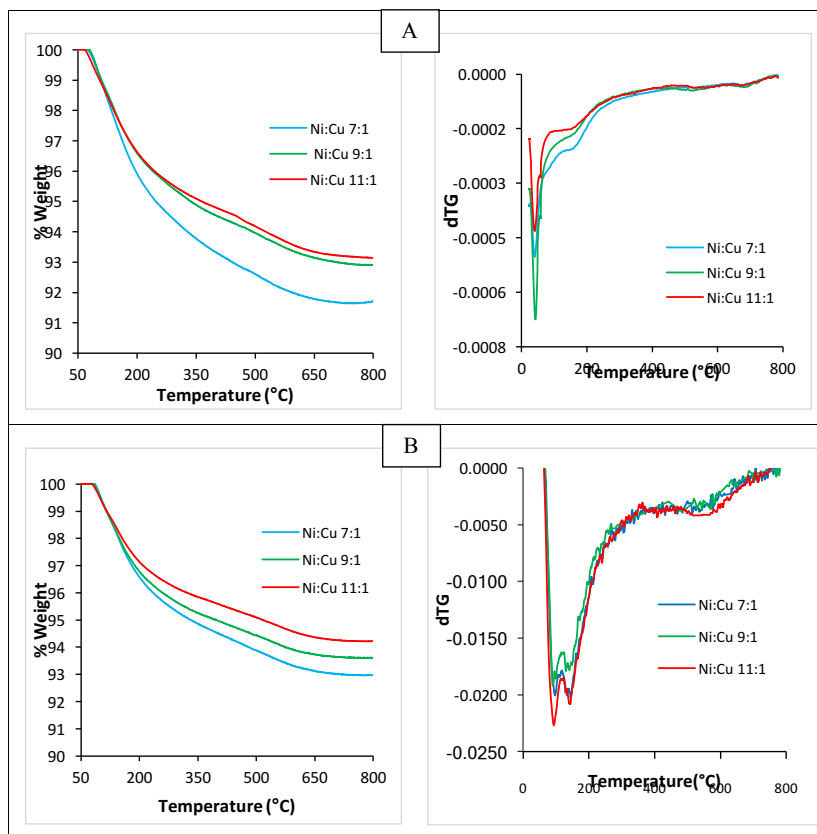 A
100
99
98
97
96
95
94
93
92
91
90
% Weight
Ni:Cu 7:1
Ni:Cu 9:1
Ni:Cu 11:1
50 200 350 500 650 800
Temperature (°C)
0.0000
-0.0002
-0.0003
-0.0005
-0.0006
-0.0008
dTG
Ni:Cu 7:1
Ni:Cu 9:1
Ni:Cu 11:1
0 200 400 600 800
Temperature (°C)
B
100
99
98
97
96
95
94
93
92
91
90
% Weight
Ni:Cu 7:1
Ni:Cu 9:1
Ni:Cu 11:1
50 200 350 500 650 800
Temperature (°C)
0.0000
-0.0050
-0.0100
-0.0150
-0.0200
-0.0250
dTG
Ni:Cu 7:1
Ni:Cu 9:1
Ni:Cu 11:1
Temperature(°C)
0 200 400 600 800